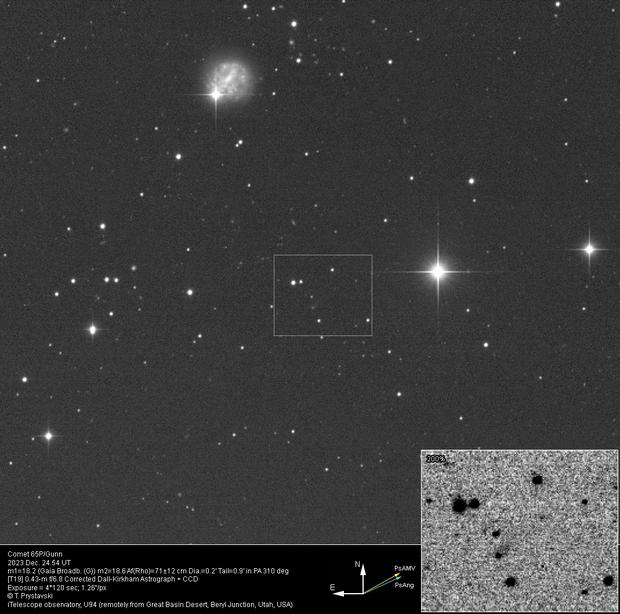 200%
Comet 65P/Gunn
2023 Dec. 24.54 UT
m1=18.2 (Gaia Broadb. (G)) m2=18.6 Af(Rho)=71±12 cm Dia.=0.2' Tail=0.9' in PA 310 deg
[T19] 0.43-m f/6.8 Corrected Dall-Kirkham Astrograph + CCD
Exposure = 4*120 sec; 1.26"/px
© T. Prystavski
iTelescope observatory, U94 (remotely from Great Basin Desert, Beryl Junction, Utah, USA)
N
E
PsAMV
PsAng